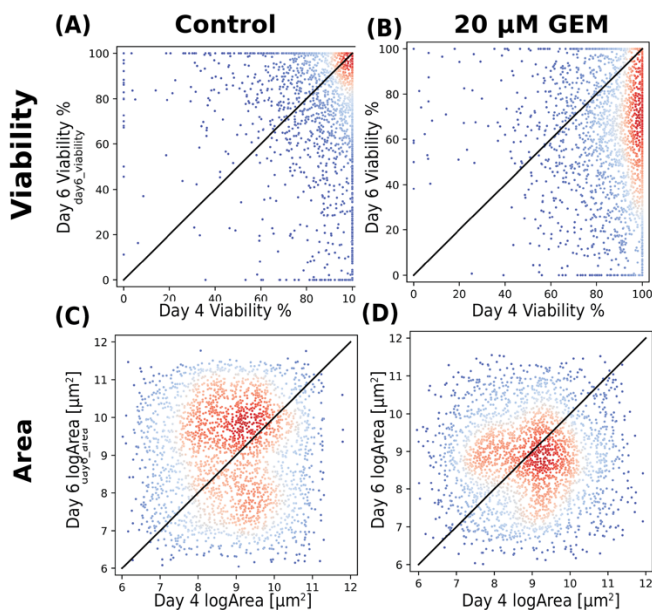 Control
20 µM GEM
Viability
(A)
100
80
60
40
20
0
Day 6 Viability %
day6_viability
0 20 40 60 80 100
Day 4 Viability %
(B)
100
80
60
40
20
0
Day 6 Viability %
0 20 40 60 80 100
Day 4 Viability %
Area
(C)
12
11
10
9
8
7
6
Day 6 logArea [µm²]
6 7 8 9 10 11 12
Day 4 logArea [µm²]
(D)
12
11
10
9
8
7
6
Day 6 logArea [µm²]
6 7 8 9 10 11 12
Day 4 logArea [µm²]